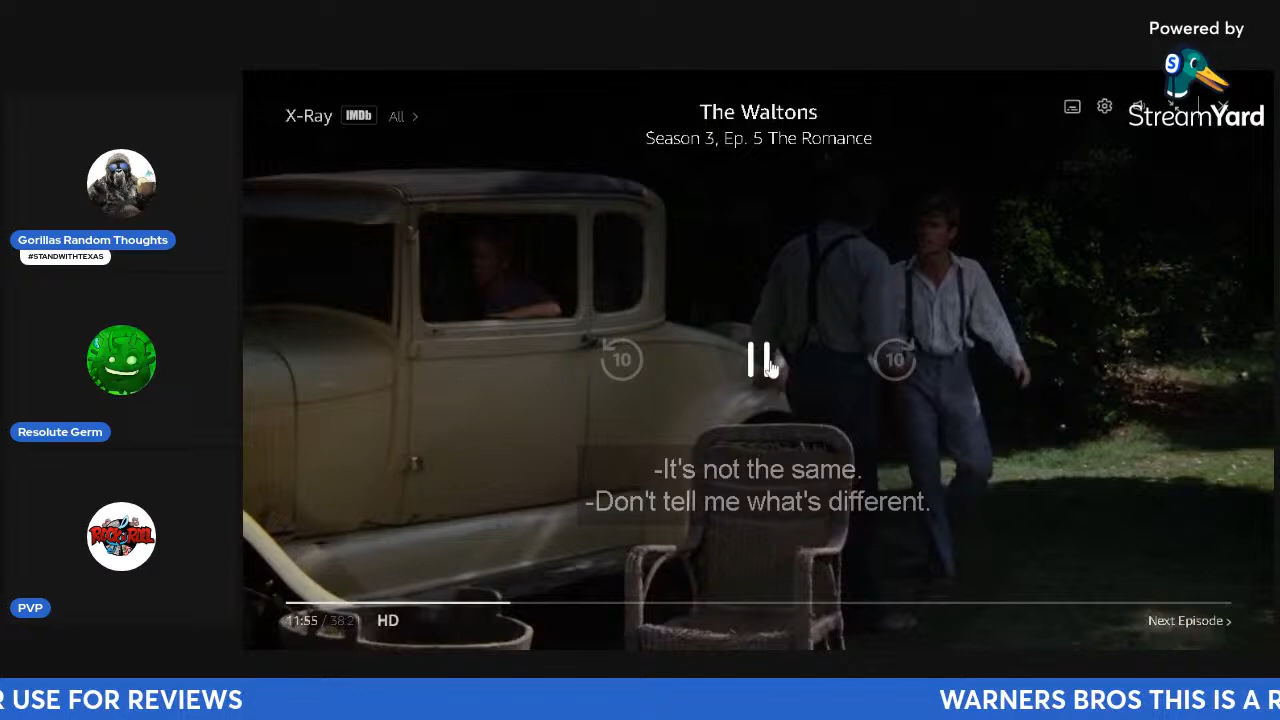 Powered by
StreamYard
X-Ray IMDb All >
The Waltons
Season 3, Ep. 5 The Romance
Gorillas Random Thoughts
#STANDWITHTEXAS
Resolute Germ
PVP
10
10
-It's not the same.
-Don't tell me what's different.
11:55 / 38:2
HD
Next Episode >
R USE FOR REVIEWS
WARNERS BROS THIS IS A R